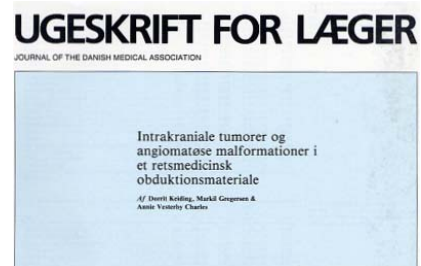 UGESKRIFT FOR LÆGER
JOURNAL OF THE DANISH MEDICAL ASSOCIATION
Intrakraniale tumorer og
angiomatøse malformationer i
et retsmedicinsk
obduktionsmateriale
Af Dorrit Keiding, Markil Gregersen &
Annie Vesterby Charles